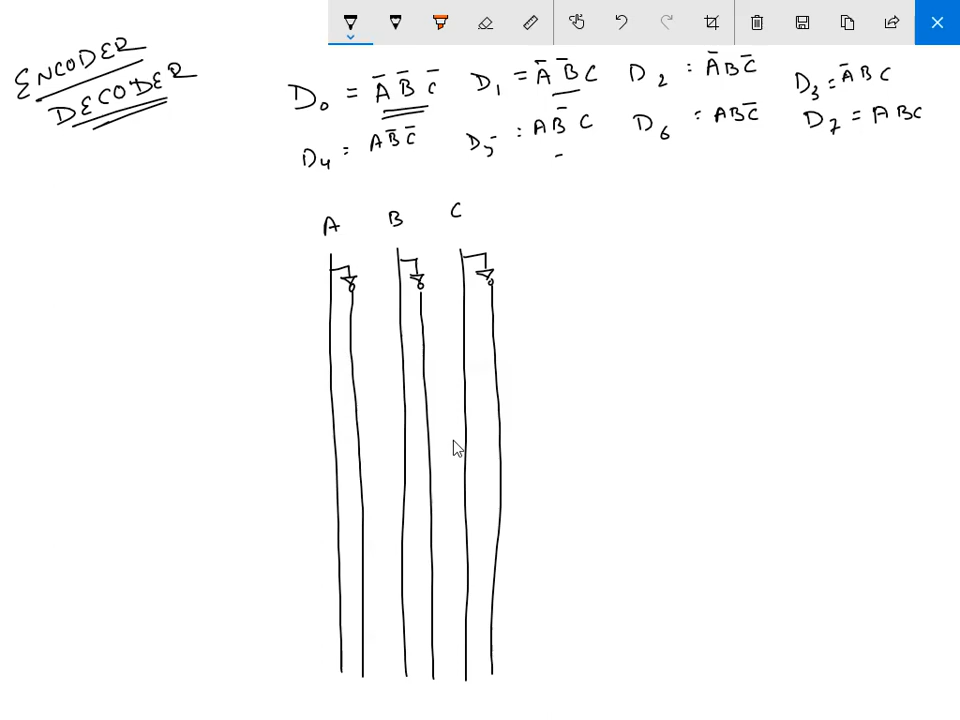 ENCODER
DECODER
D₀ = A̅ B̅ C̅ D₁ = A̅ B̅ C D₂ : A̅ B C̅ D₃ = A̅ B C
D₄ = A B̅ C̅ D₅ : A B̅ C D₆ = A B C̅ D₇ = A B C
A B C